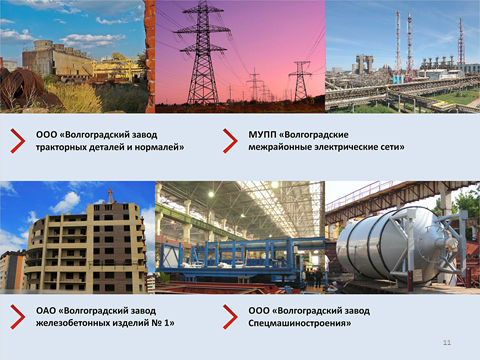 ООО «Волгоградский завод
тракторных деталей и нормалей»
МУПП «Волгоградские
межрайонные электрические сети»
ОАО «Волгоградский завод
железобетонных изделий № 1»
ООО «Волгоградский завод
Спецмашиностроения»
11